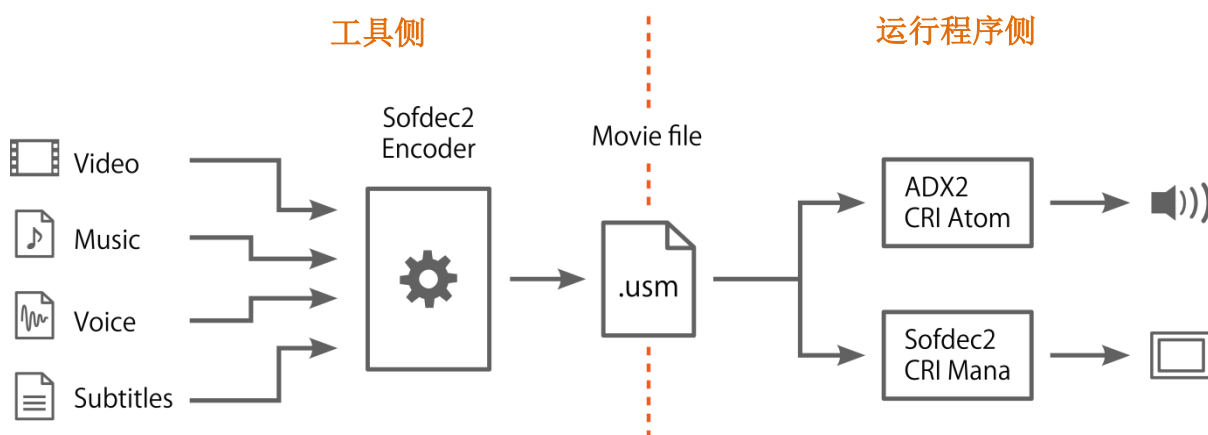 工具侧
运行程序侧
Sofdec2
Encoder
Movie file
Video
Music
Voice
Subtitles
.usm
ADX2
CRI Atom
Sofdec2
CRI Mana